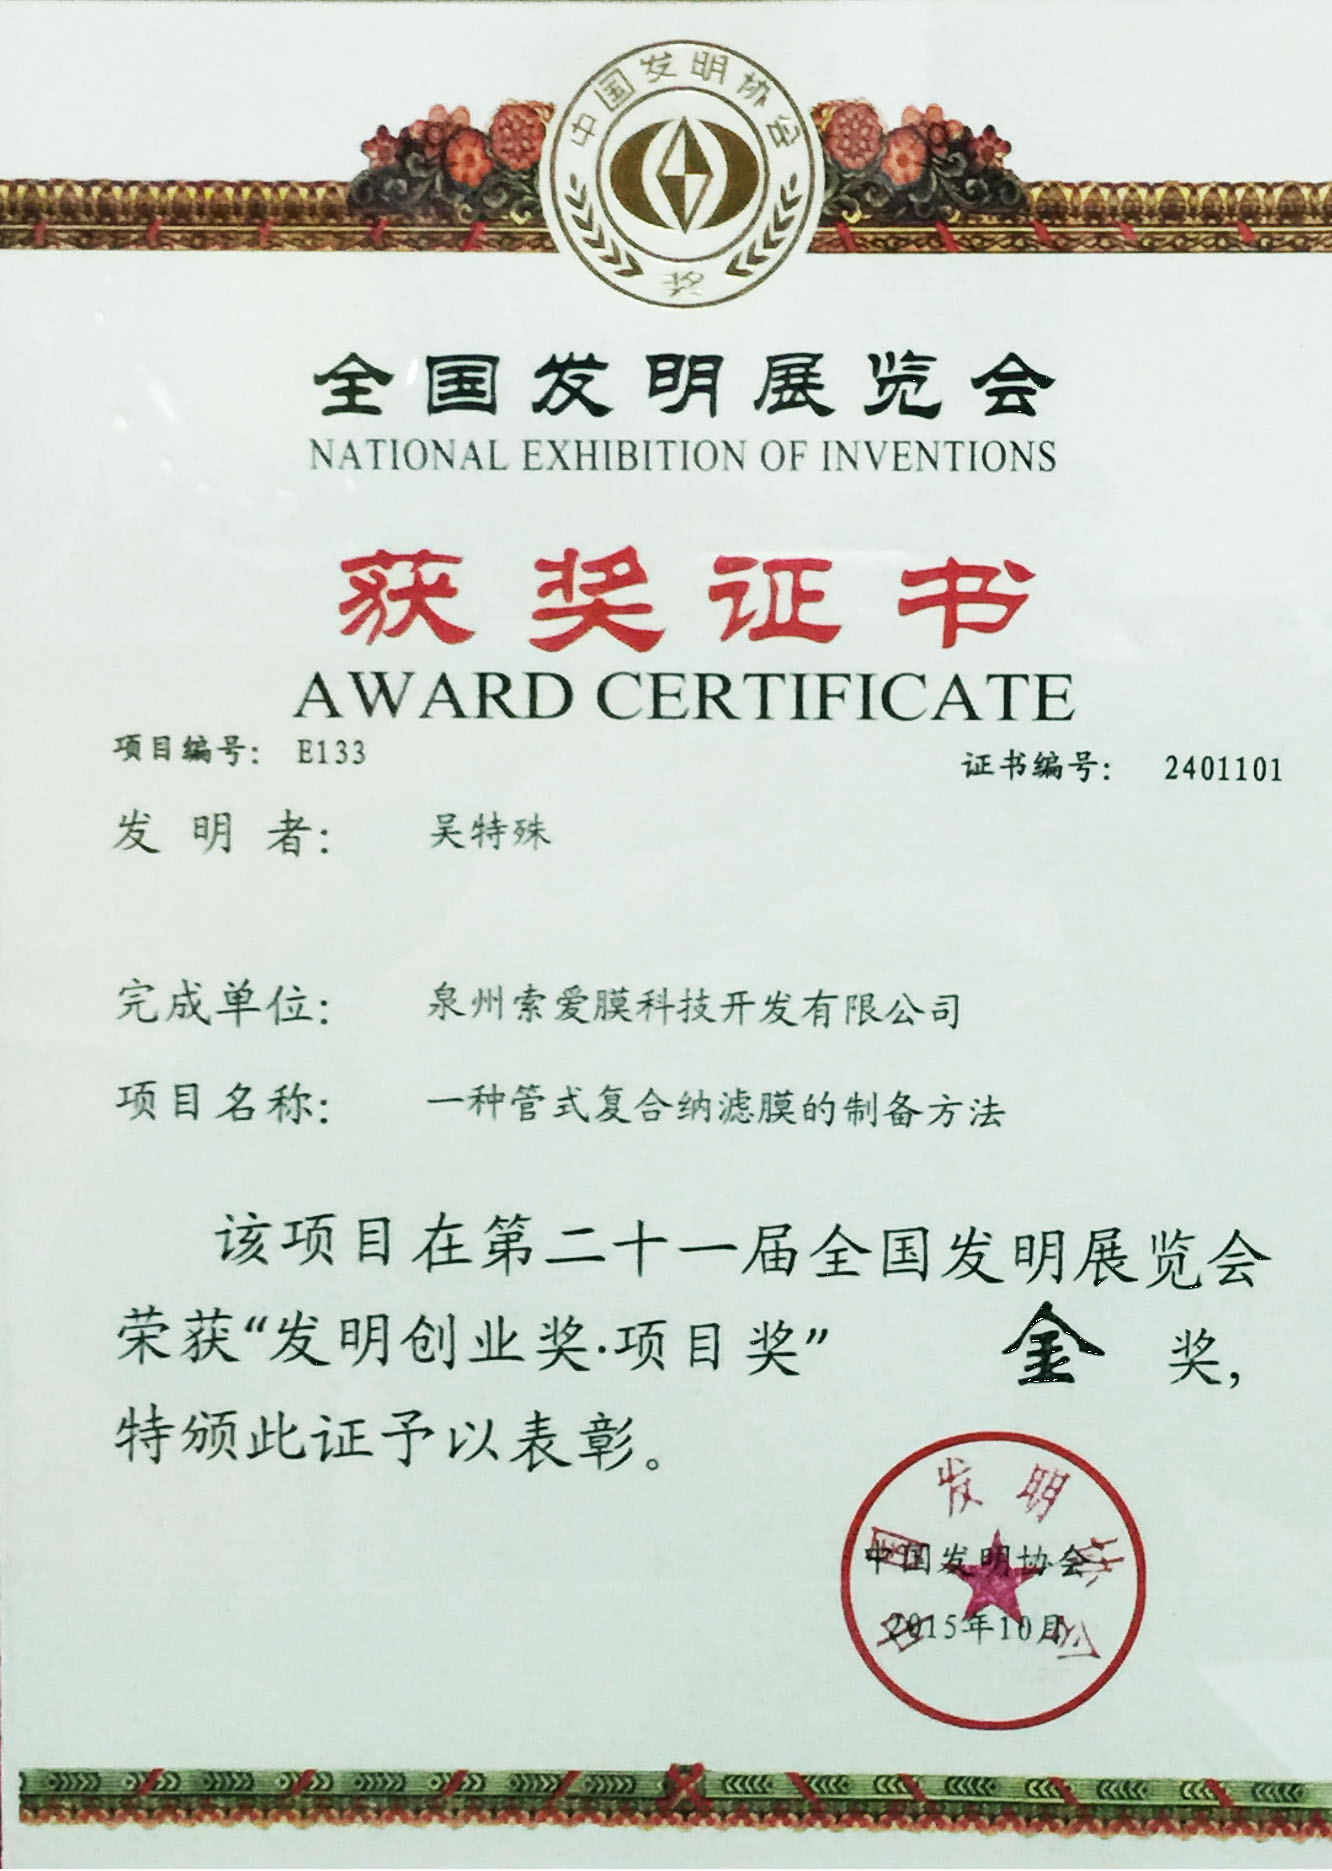 中国发明协会
奖
全国发明展览会
NATIONAL EXHIBITION OF INVENTIONS
获奖证书
AWARD CERTIFICATE
项目编号： E133
证书编号： 2401101
发明者： 吴特殊
完成单位： 泉州索爱膜科技开发有限公司
项目名称： 一种管式复合纳滤膜的制备方法
该项目在第二十一届全国发明展览会
荣获“发明创业奖·项目奖” 金 奖，
特颁此证予以表彰。
中国发明协会
中国发明协会
2015年10月